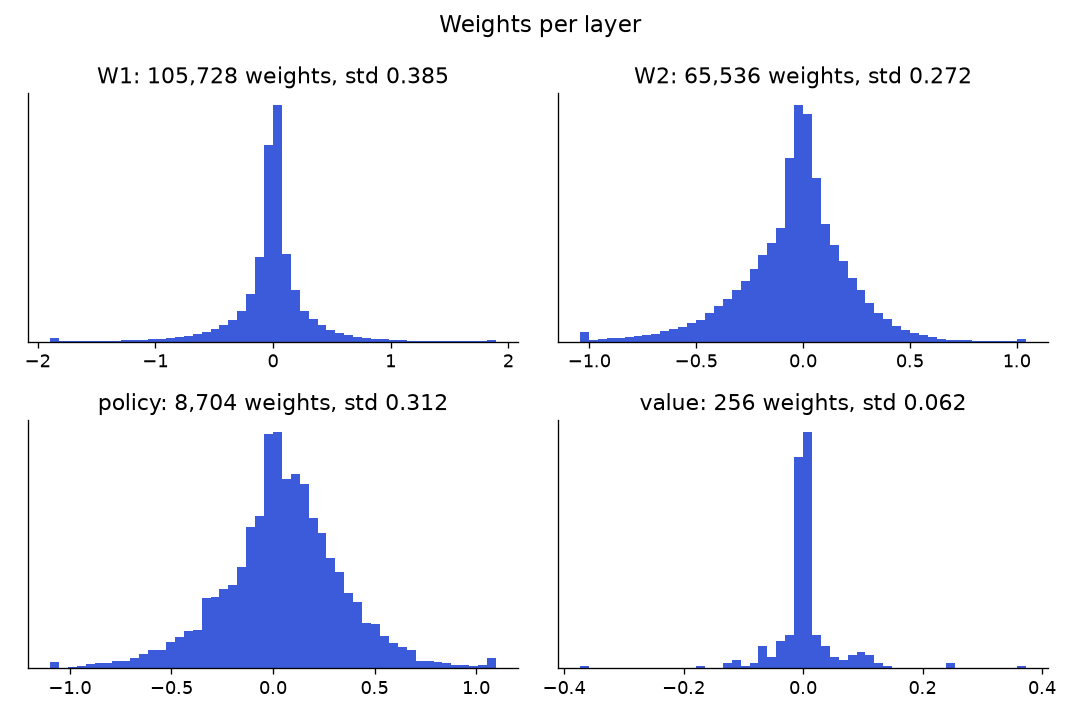 Weights per layer
W1: 105,728 weights, std 0.385
W2: 65,536 weights, std 0.272
−2 −1 0 1 2
−1.0 −0.5 0.0 0.5 1.0
policy: 8,704 weights, std 0.312
value: 256 weights, std 0.062
−1.0 −0.5 0.0 0.5 1.0
−0.4 −0.2 0.0 0.2 0.4